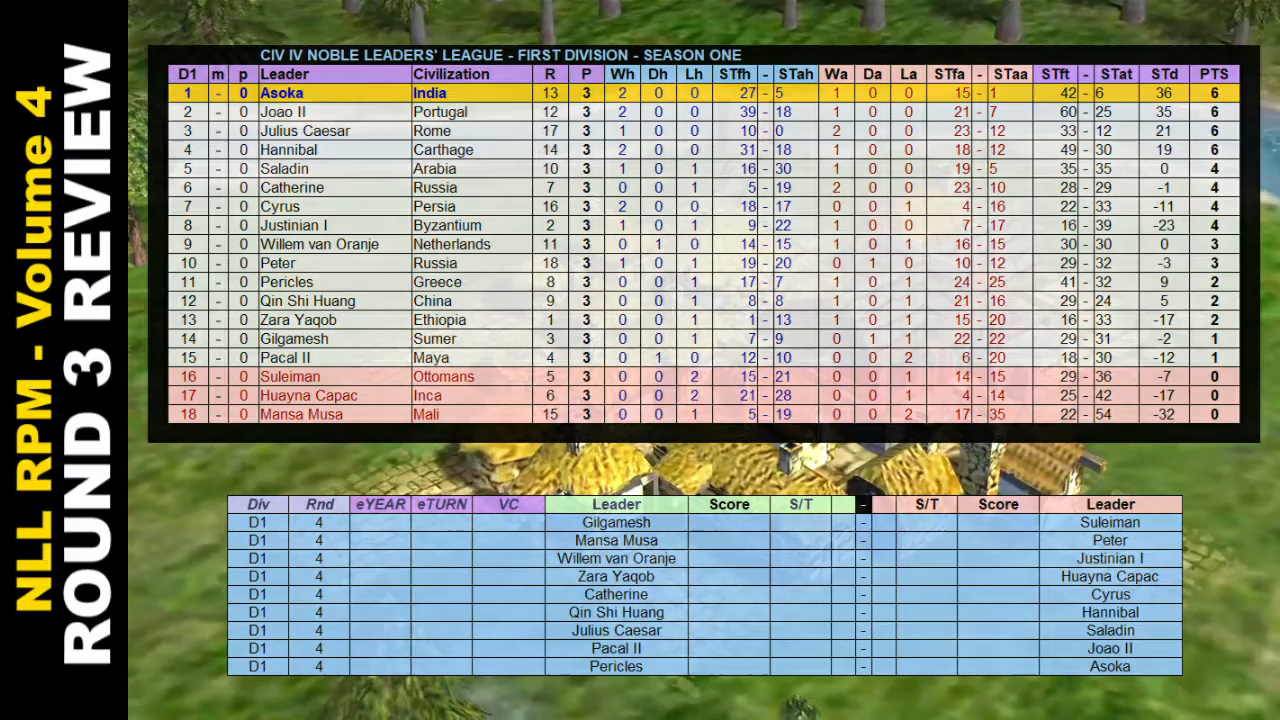 NLL RPM - Volume 4
ROUND 3 REVIEW
CIV IV NOBLE LEADERS' LEAGUE - FIRST DIVISION - SEASON ONE
D1 m p Leader Civilization R P Wh Dh Lh STfh - STah Wa Da La STfa - STaa STft - STat STd PTS
1 - 0 Asoka India 13 3 2 0 0 27 - 5 1 0 0 15 - 1 42 - 6 36 6
2 - 0 Joao II Portugal 12 3 2 0 0 39 - 18 1 0 0 21 - 7 60 - 25 35 6
3 - 0 Julius Caesar Rome 17 3 1 0 0 10 - 0 2 0 0 23 - 12 33 - 12 21 6
4 - 0 Hannibal Carthage 14 3 2 0 0 31 - 18 1 0 0 18 - 12 49 - 30 19 6
5 - 0 Saladin Arabia 10 3 1 0 1 16 - 30 1 0 0 19 - 5 35 - 35 0 4
6 - 0 Catherine Russia 7 3 0 0 1 5 - 19 2 0 0 23 - 10 28 - 29 -1 4
7 - 0 Cyrus Persia 16 3 2 0 0 18 - 17 0 0 1 4 - 16 22 - 33 -11 4
8 - 0 Justinian I Byzantium 2 3 1 0 1 9 - 22 1 0 0 7 - 17 16 - 39 -23 4
9 - 0 Willem van Oranje Netherlands 11 3 0 1 0 14 - 15 1 0 1 16 - 15 30 - 30 0 3
10 - 0 Peter Russia 18 3 1 0 1 19 - 20 0 1 0 10 - 12 29 - 32 -3 3
11 - 0 Pericles Greece 8 3 0 0 1 17 - 7 1 0 1 24 - 25 41 - 32 9 2
12 - 0 Qin Shi Huang China 9 3 0 0 1 8 - 8 1 0 1 21 - 16 29 - 24 5 2
13 - 0 Zara Yaqob Ethiopia 1 3 0 0 1 1 - 13 1 0 1 15 - 20 16 - 33 -17 2
14 - 0 Gilgamesh Sumer 3 3 0 0 1 7 - 9 0 1 1 22 - 22 29 - 31 -2 1
15 - 0 Pacal II Maya 4 3 0 1 0 12 - 10 0 0 2 6 - 20 18 - 30 -12 1
16 - 0 Suleiman Ottomans 5 3 0 0 2 15 - 21 0 0 1 14 - 15 29 - 36 -7 0
17 - 0 Huayna Capac Inca 6 3 0 0 2 21 - 28 0 0 1 4 - 14 25 - 42 -17 0
18 - 0 Mansa Musa Mali 15 3 0 0 1 5 - 19 0 0 2 17 - 35 22 - 54 -32 0
Div Rnd eYEAR eTURN VC Leader Score S/T - S/T Score Leader
D1 4 Gilgamesh - Suleiman
D1 4 Mansa Musa - Peter
D1 4 Willem van Oranje - Justinian I
D1 4 Zara Yaqob - Huayna Capac
D1 4 Catherine - Cyrus
D1 4 Qin Shi Huang - Hannibal
D1 4 Julius Caesar - Saladin
D1 4 Pacal II - Joao II
D1 4 Pericles - Asoka